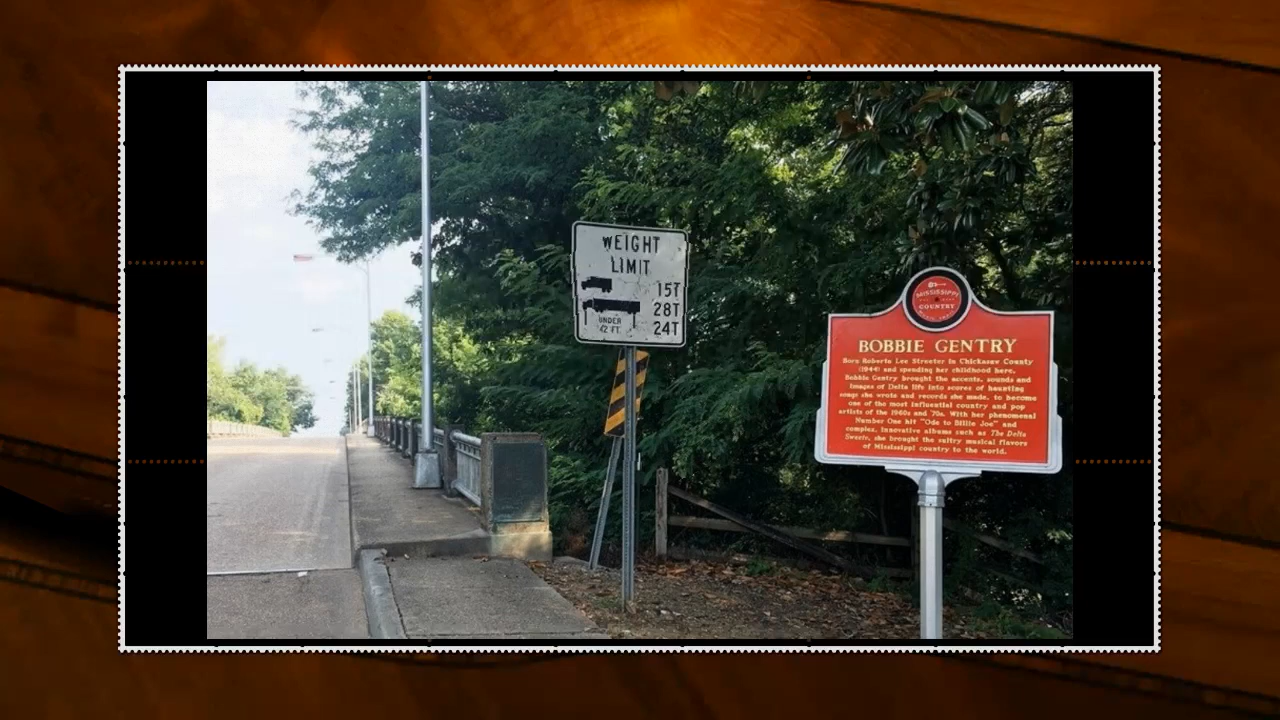 WEIGHT
LIMIT
15T
28T
UNDER
42 FT.
24T
MISSISSIPPI
COUNTRY
BOBBIE GENTRY
Born Roberta Lee Streeter in Chickasaw County
(1944) and spending her childhood here,
Bobbie Gentry brought the accents, sounds and
images of Delta life into scores of haunting
songs she wrote and records she made, to become
one of the most influential country and pop
artists of the 1960s and '70s. With her phenomenal
Number One hit "Ode to Billie Joe" and
complex, innovative albums such as The Delta
Sweete, she brought the sultry musical flavors
of Mississippi country to the world.